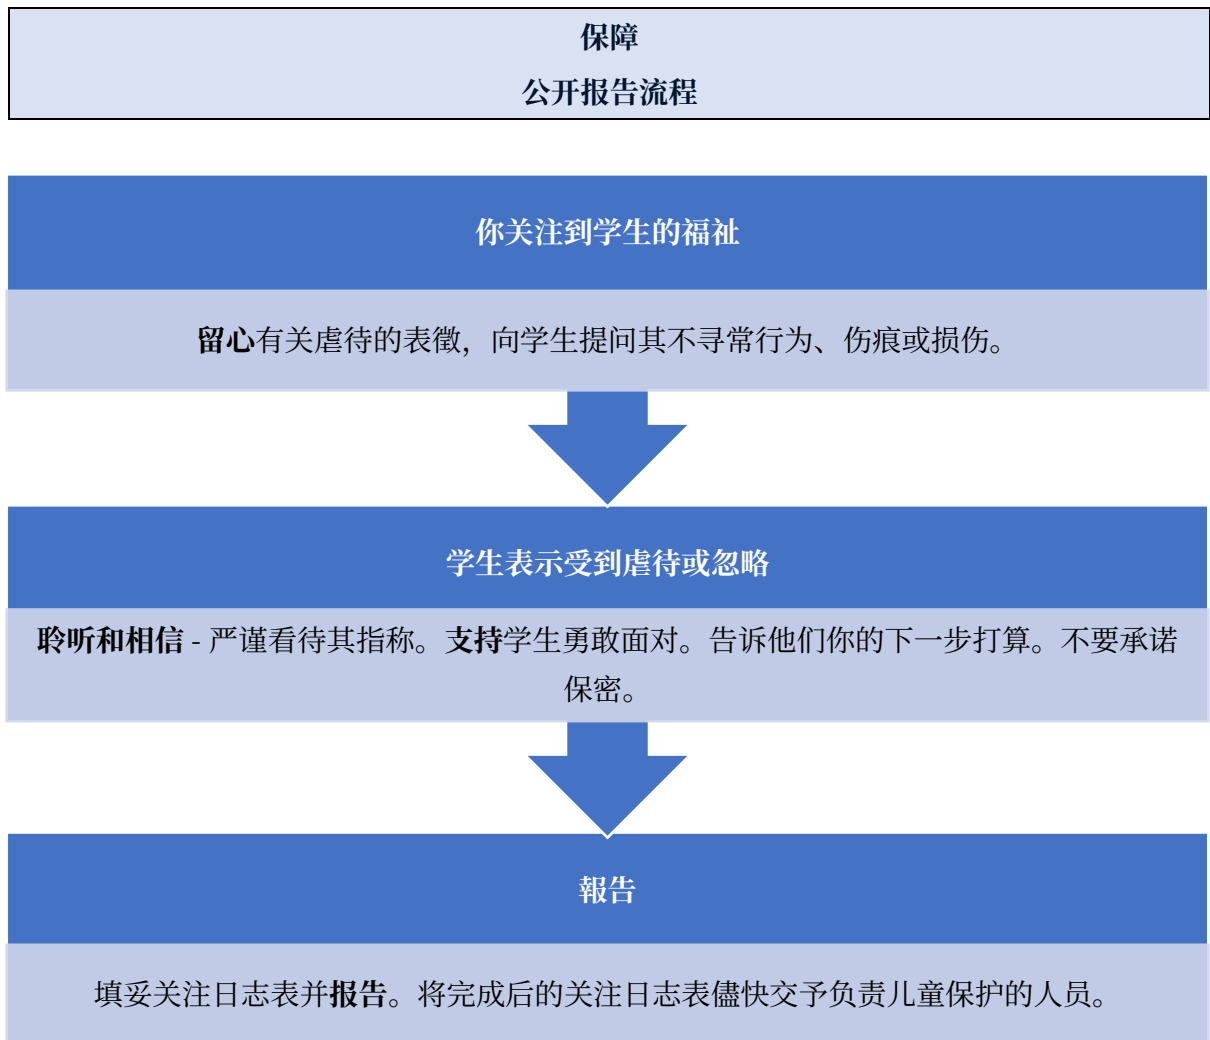 保障
公开报告流程
你关注到学生的福祉
留心有关虐待的表徵，向学生提问其不寻常行为、伤痕或损伤。
学生表示受到虐待或忽略
聆听和相信 - 严谨看待其指称。支持学生勇敢面对。告诉他们你的下一步打算。不要承诺
保密。
報告
填妥关注日志表并报告。将完成后的关注日志表儘快交予负责儿童保护的人员。